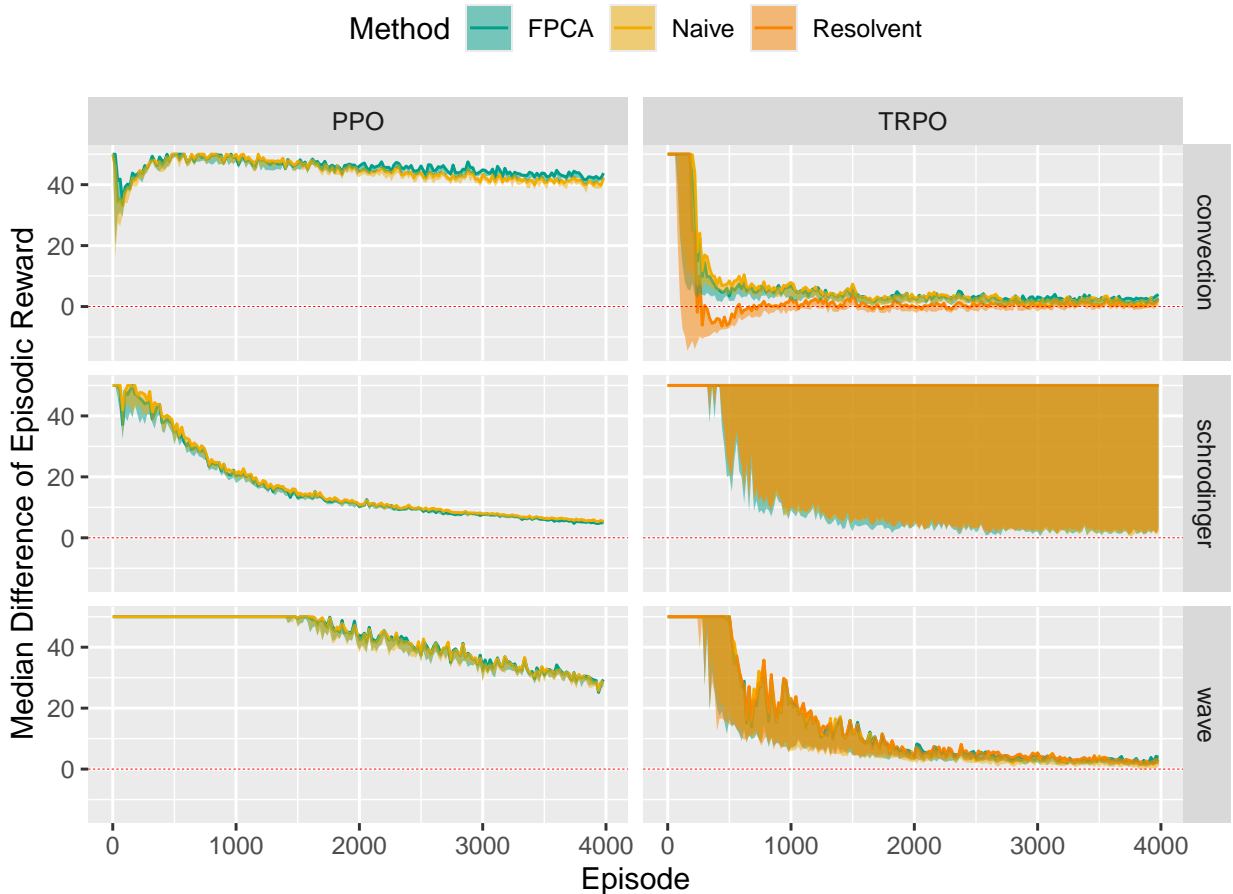 Method FPCA Naive Resolvent
PPO TRPO
Median Difference of Episodic Reward
40
20
0
convection
40
20
0
schrodinger
40
20
0
wave
0 1000 2000 3000 4000 0 1000 2000 3000 4000
Episode